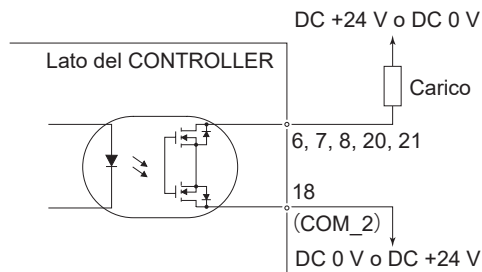 DC +24 V o DC 0 V
Lato del CONTROLLER
Carico
6, 7, 8, 20, 21
18
(COM_2)
DC 0 V o DC +24 V